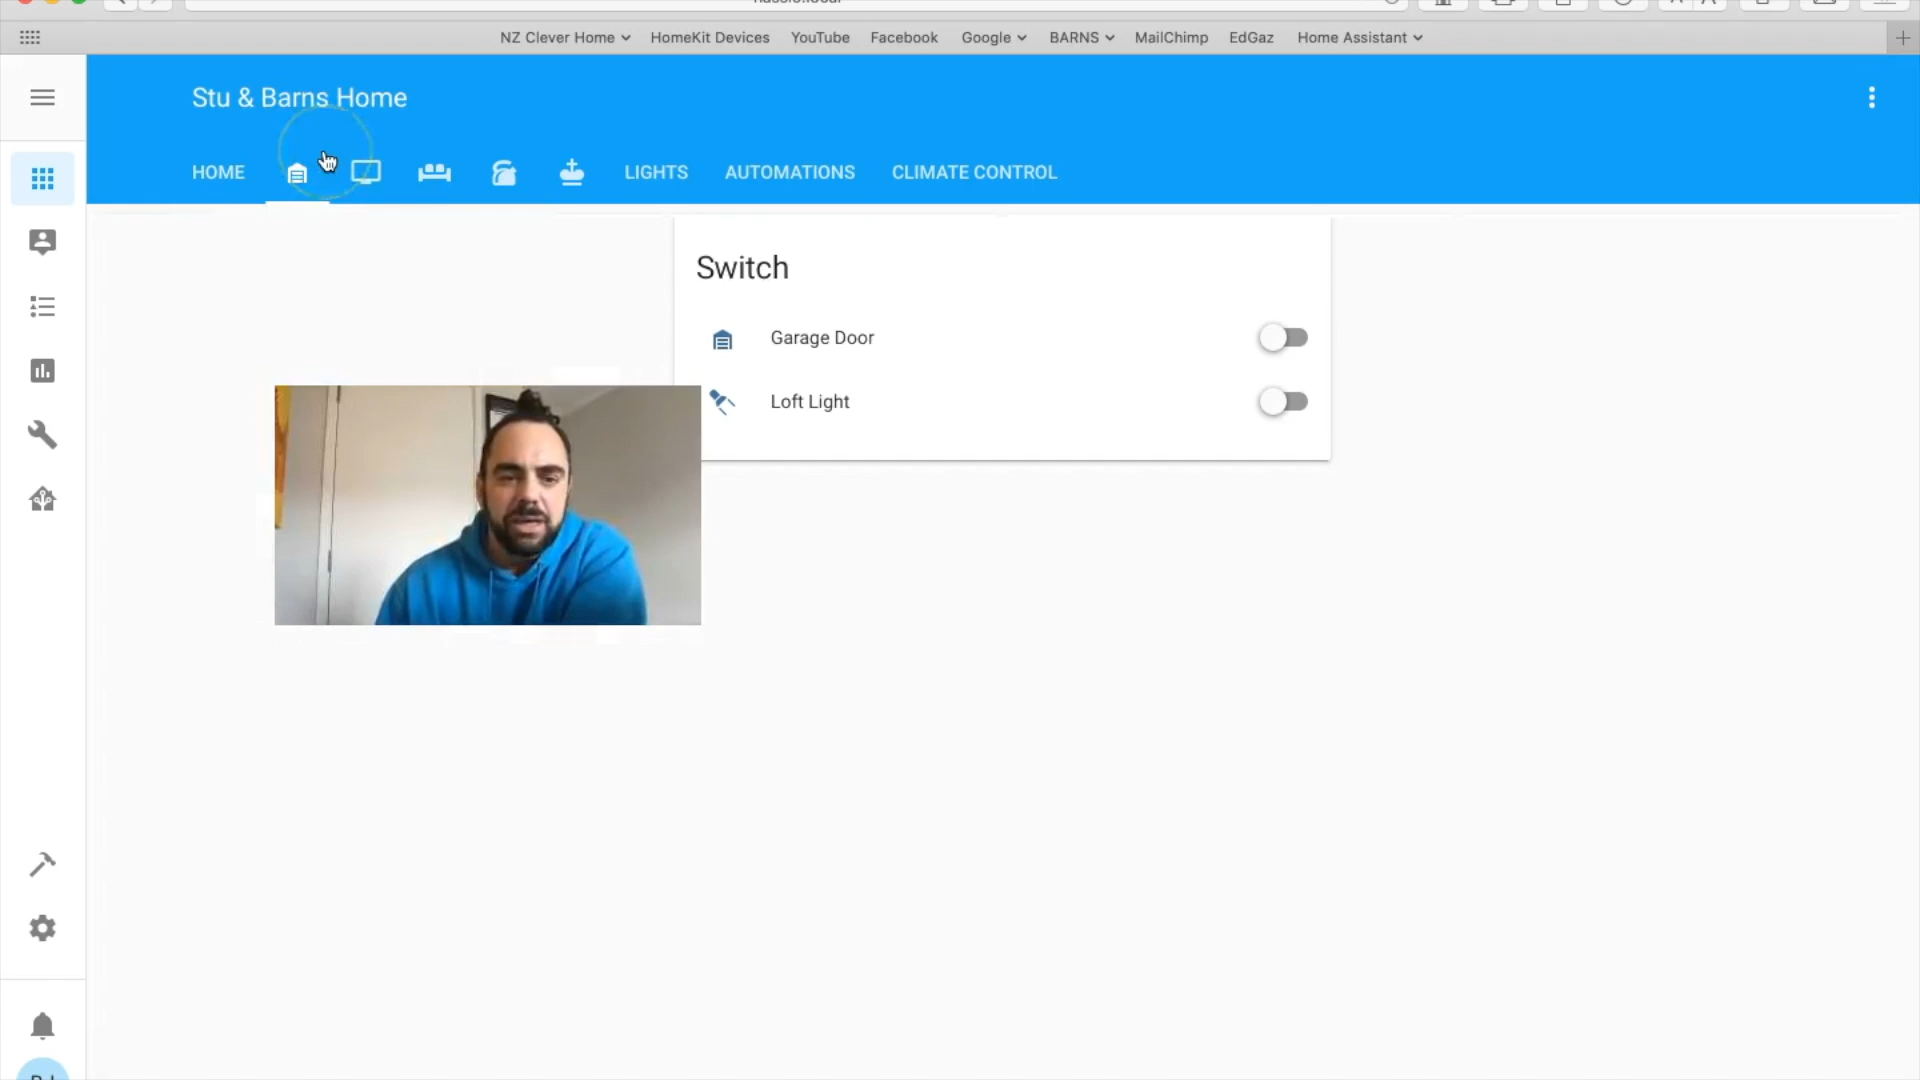 NZ Clever Home HomeKit Devices YouTube Facebook Google BARNS MailChimp EdGaz Home Assistant
Stu & Barns Home
HOME LIGHTS AUTOMATIONS CLIMATE CONTROL
Switch
Garage Door
Loft Light